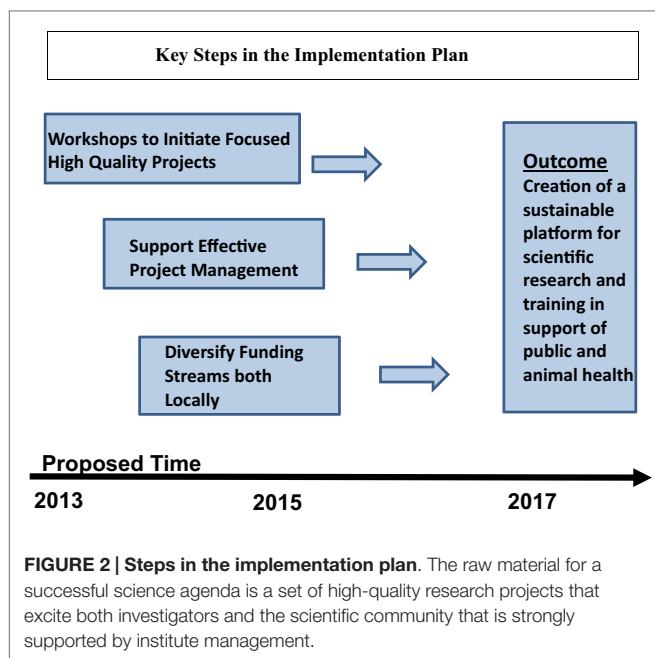 Key Steps in the Implementation Plan
Workshops to Initiate Focused
High Quality Projects
Support Effective
Project Management
Diversify Funding
Streams both
Locally
Outcome
Creation of a
sustainable
platform for
scientific
research and
training in
support of
public and
animal health
Proposed Time
2013 2015 2017
FIGURE 2 | Steps in the implementation plan. The raw material for a
successful science agenda is a set of high-quality research projects that
excite both investigators and the scientific community that is strongly
supported by institute management.